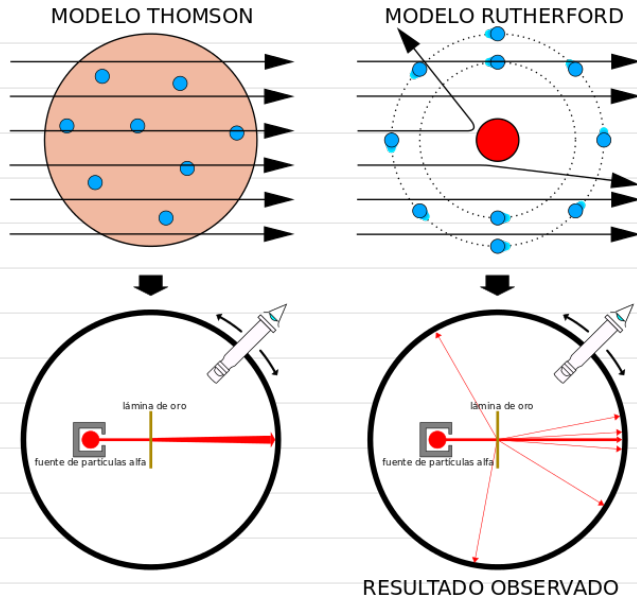 MODELO THOMSON
MODELO RUTHERFORD
lámina de oro
fuente de partículas alfa
lámina de oro
fuente de partículas alfa
RESULTADO OBSERVADO